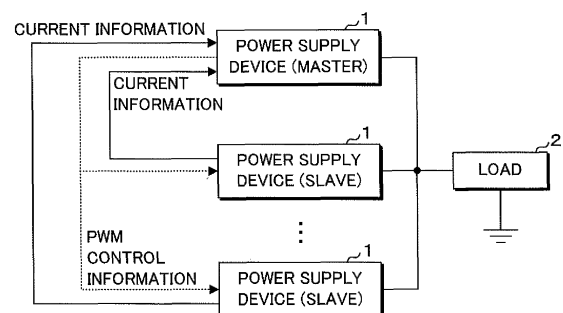 CURRENT INFORMATION
1
POWER SUPPLY
DEVICE (MASTER)
CURRENT
INFORMATION
1
POWER SUPPLY
DEVICE (SLAVE)
2
LOAD
PWM
CONTROL
INFORMATION
1
POWER SUPPLY
DEVICE (SLAVE)